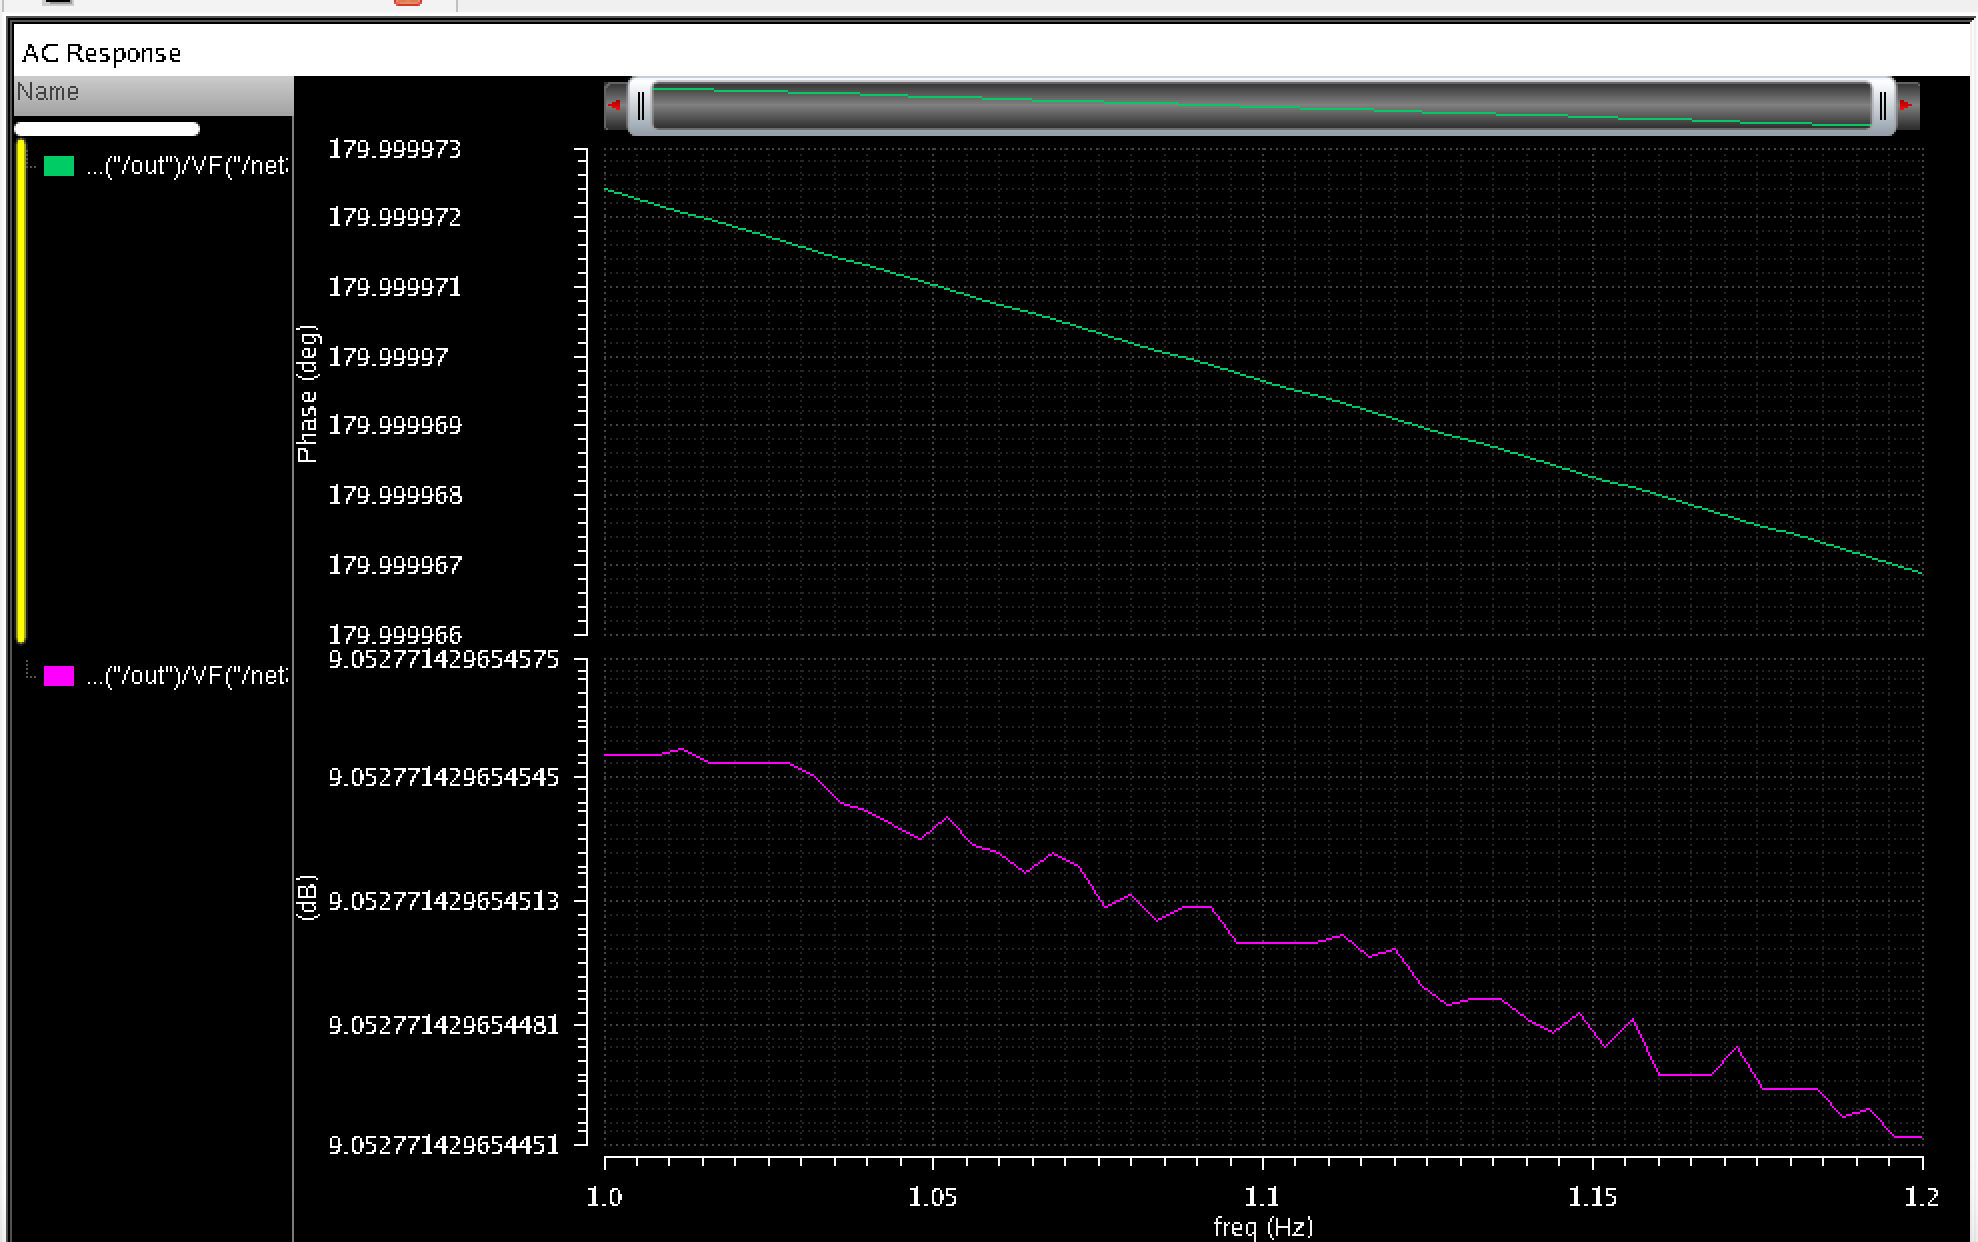 AC Response
Name
...("/out")/VF("/net
179.999973
179.999972
179.999971
179.99997
179.999969
179.999968
179.999967
179.999966
Phase (deg)
...("/out")/VF("/net
9.052771429654575
9.052771429654545
9.052771429654513
9.052771429654481
9.052771429654451
(dB)
1.0 1.05 1.1 1.15 1.2
freq (Hz)